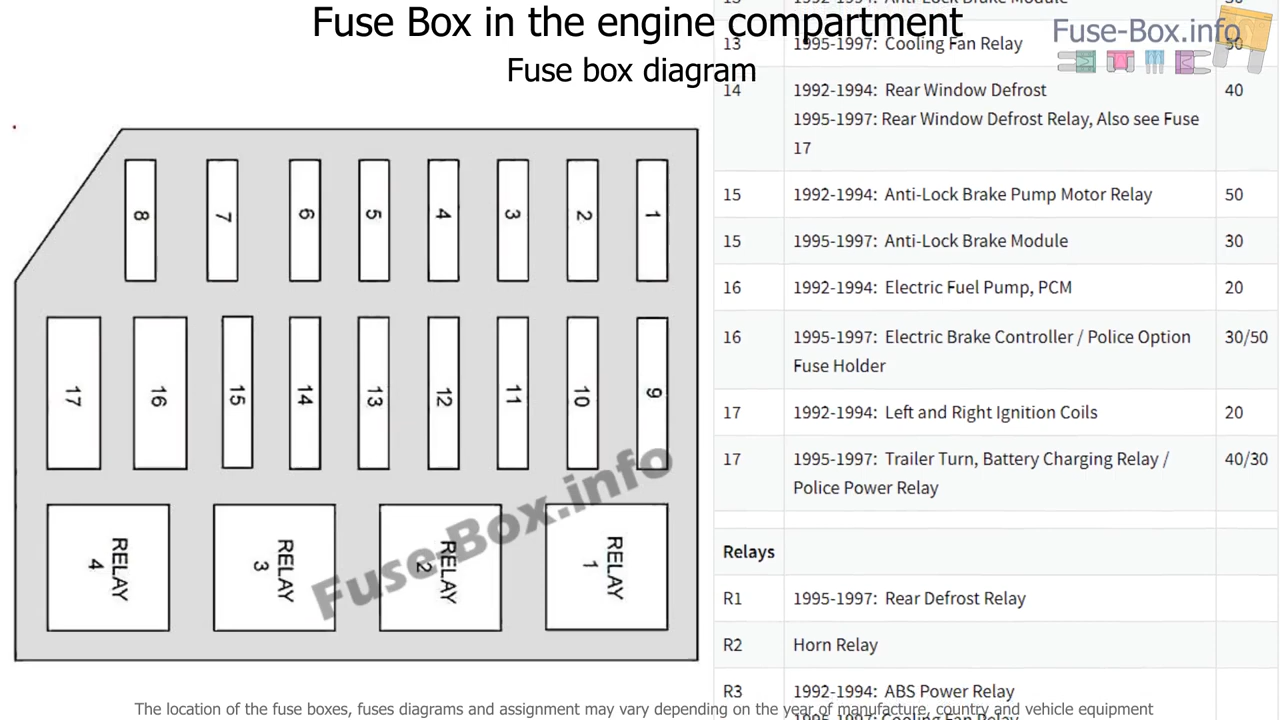 Fuse Box in the engine compartment
Fuse box diagram
Fuse-Box.info
8 7 6 5 4 3 2 1
17 16 15 14 13 12 11 10 9
RELAY 4
RELAY 3
RELAY 2
RELAY 1
Fuse-Box.info
13 1995-1997: Cooling Fan Relay 30
14 1992-1994: Rear Window Defrost 40
1995-1997: Rear Window Defrost Relay, Also see Fuse
17
15 1992-1994: Anti-Lock Brake Pump Motor Relay 50
15 1995-1997: Anti-Lock Brake Module 30
16 1992-1994: Electric Fuel Pump, PCM 20
16 1995-1997: Electric Brake Controller / Police Option 30/50
Fuse Holder
17 1992-1994: Left and Right Ignition Coils 20
17 1995-1997: Trailer Turn, Battery Charging Relay / 40/30
Police Power Relay
Relays
R1 1995-1997: Rear Defrost Relay
R2 Horn Relay
R3 1992-1994: ABS Power Relay
The location of the fuse boxes, fuses diagrams and assignment may vary depending on the year of manufacture, country and vehicle equipment